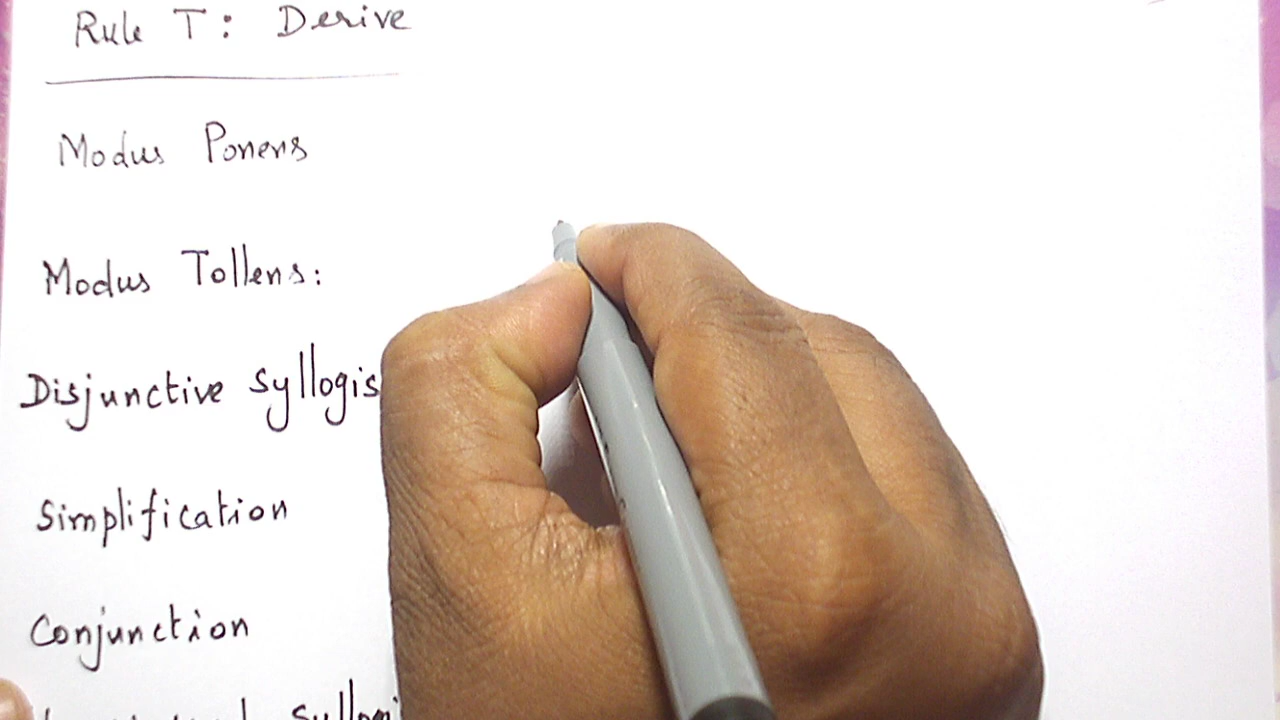 Rule T: Derive
Modus Ponens
Modus Tollens:
Disjunctive Syllogis
Simplification
Conjunction